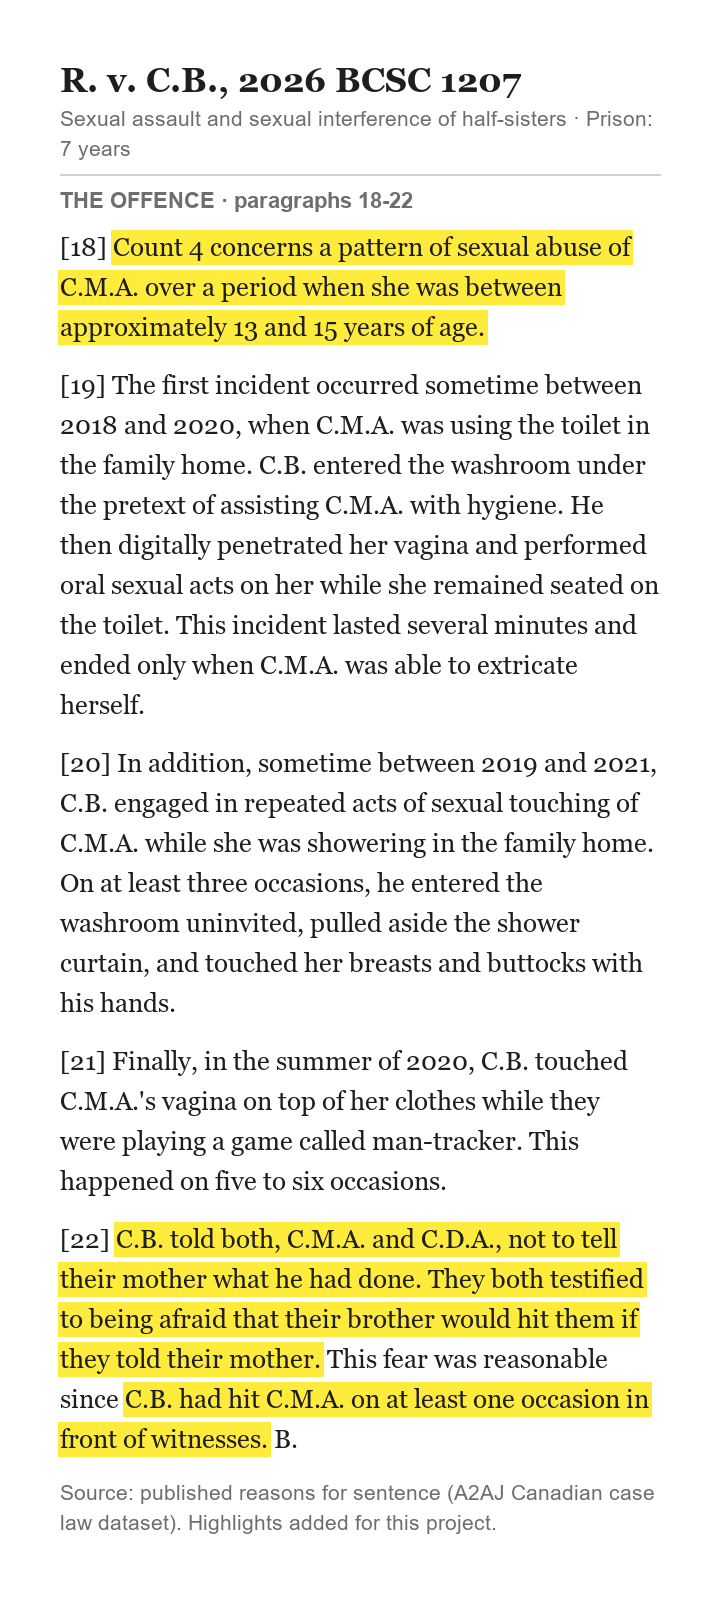 R. v. C.B., 2026 BCSC 1207
Sexual assault and sexual interference of half-sisters · Prison:
7 years
THE OFFENCE · paragraphs 18-22
[18] Count 4 concerns a pattern of sexual abuse of
C.M.A. over a period when she was between
approximately 13 and 15 years of age.
[19] The first incident occurred sometime between
2018 and 2020, when C.M.A. was using the toilet in
the family home. C.B. entered the washroom under
the pretext of assisting C.M.A. with hygiene. He
then digitally penetrated her vagina and performed
oral sexual acts on her while she remained seated on
the toilet. This incident lasted several minutes and
ended only when C.M.A. was able to extricate
herself.
[20] In addition, sometime between 2019 and 2021,
C.B. engaged in repeated acts of sexual touching of
C.M.A. while she was showering in the family home.
On at least three occasions, he entered the
washroom uninvited, pulled aside the shower
curtain, and touched her breasts and buttocks with
his hands.
[21] Finally, in the summer of 2020, C.B. touched
C.M.A.'s vagina on top of her clothes while they
were playing a game called man-tracker. This
happened on five to six occasions.
[22] C.B. told both, C.M.A. and C.D.A., not to tell
their mother what he had done. They both testified
to being afraid that their brother would hit them if
they told their mother. This fear was reasonable
since C.B. had hit C.M.A. on at least one occasion in
front of witnesses. B.
Source: published reasons for sentence (A2AJ Canadian case
law dataset). Highlights added for this project.